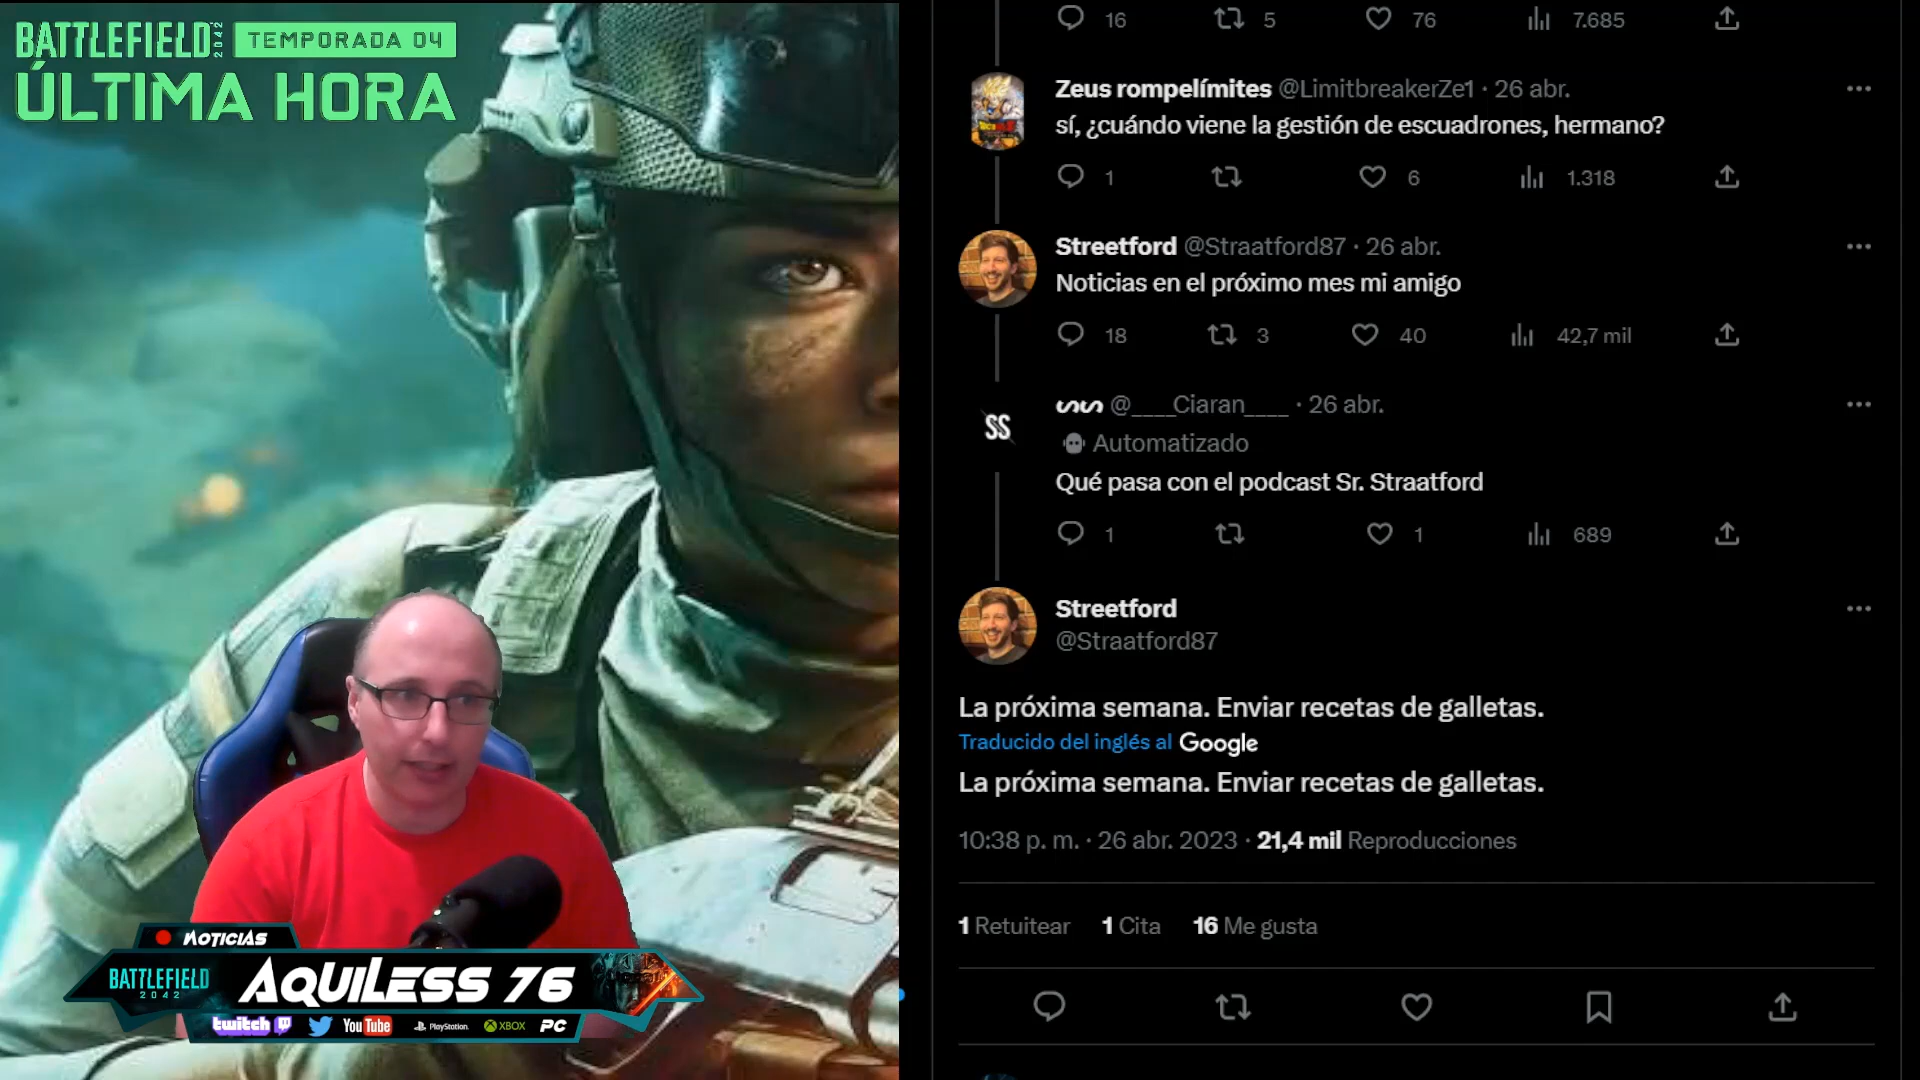 BATTLEFIELD 2042 TEMPORADA 04
ÚLTIMA HORA
NOTICIAS
BATTLEFIELD
2042
AQUILESS 76
twitch YouTube PlayStation XBOX PC
16 5 76 7.685
Zeus rompelímites @LimitbreakerZe1 · 26 abr.
sí, ¿cuándo viene la gestión de escuadrones, hermano?
1 6 1.318
Streetford @Straatford87 · 26 abr.
Noticias en el próximo mes mi amigo
18 3 40 42,7 mil
SS
@____Ciaran____ · 26 abr.
Automatizado
Qué pasa con el podcast Sr. Straatford
1 1 689
Streetford
@Straatford87
La próxima semana. Enviar recetas de galletas.
Traducido del inglés al Google
La próxima semana. Enviar recetas de galletas.
10:38 p. m. · 26 abr. 2023 · 21,4 mil Reproducciones
1 Retuitear 1 Cita 16 Me gusta